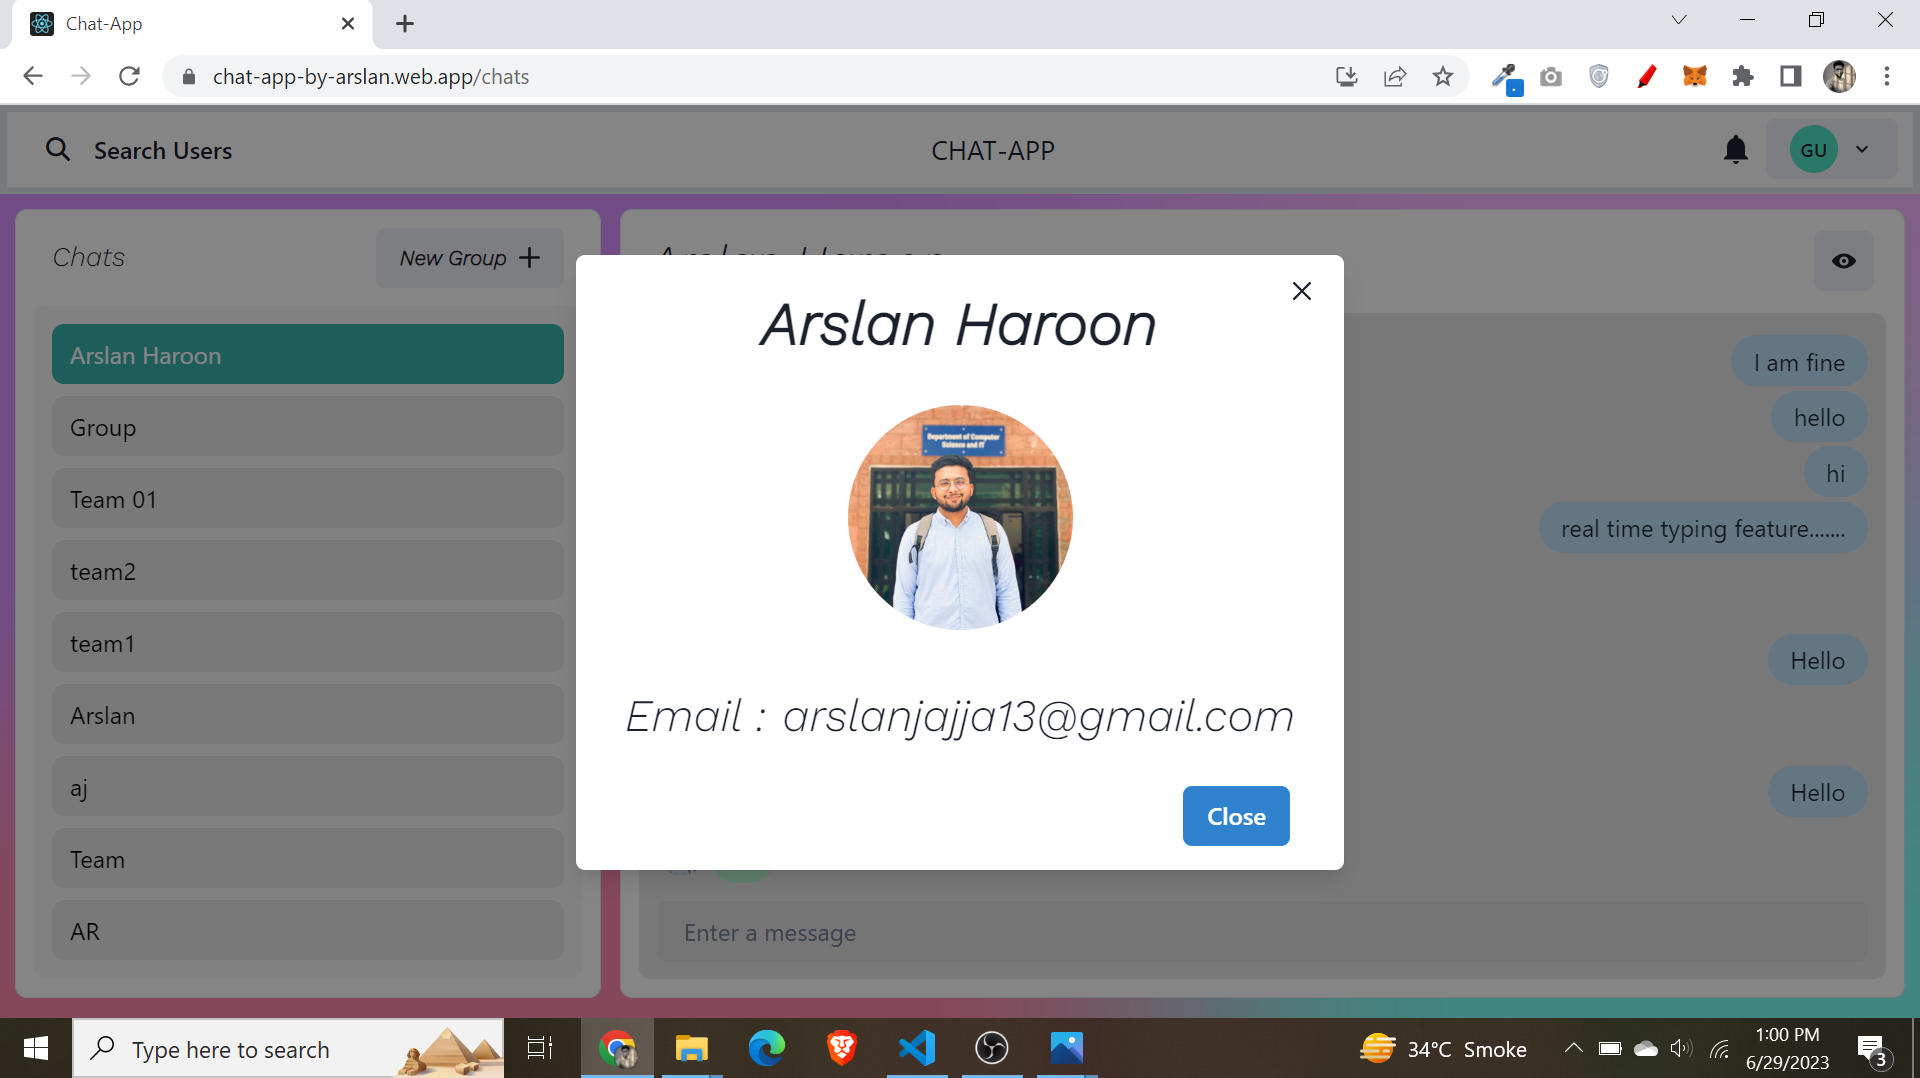 Chat-App
chat-app-by-arslan.web.app/chats
Search Users
CHAT-APP
GU
Chats
New Group
Arslan Haroon
Group
Team 01
team2
team1
Arslan
aj
Team
AR
Arslan Haroon
Arslan Haroon
Department of Computer
Science and IT
Email : arslanjajja13@gmail.com
Close
I am fine
hello
hi
real time typing feature.......
Hello
Hello
Enter a message
Type here to search
34°C Smoke
1:00 PM
6/29/2023
3